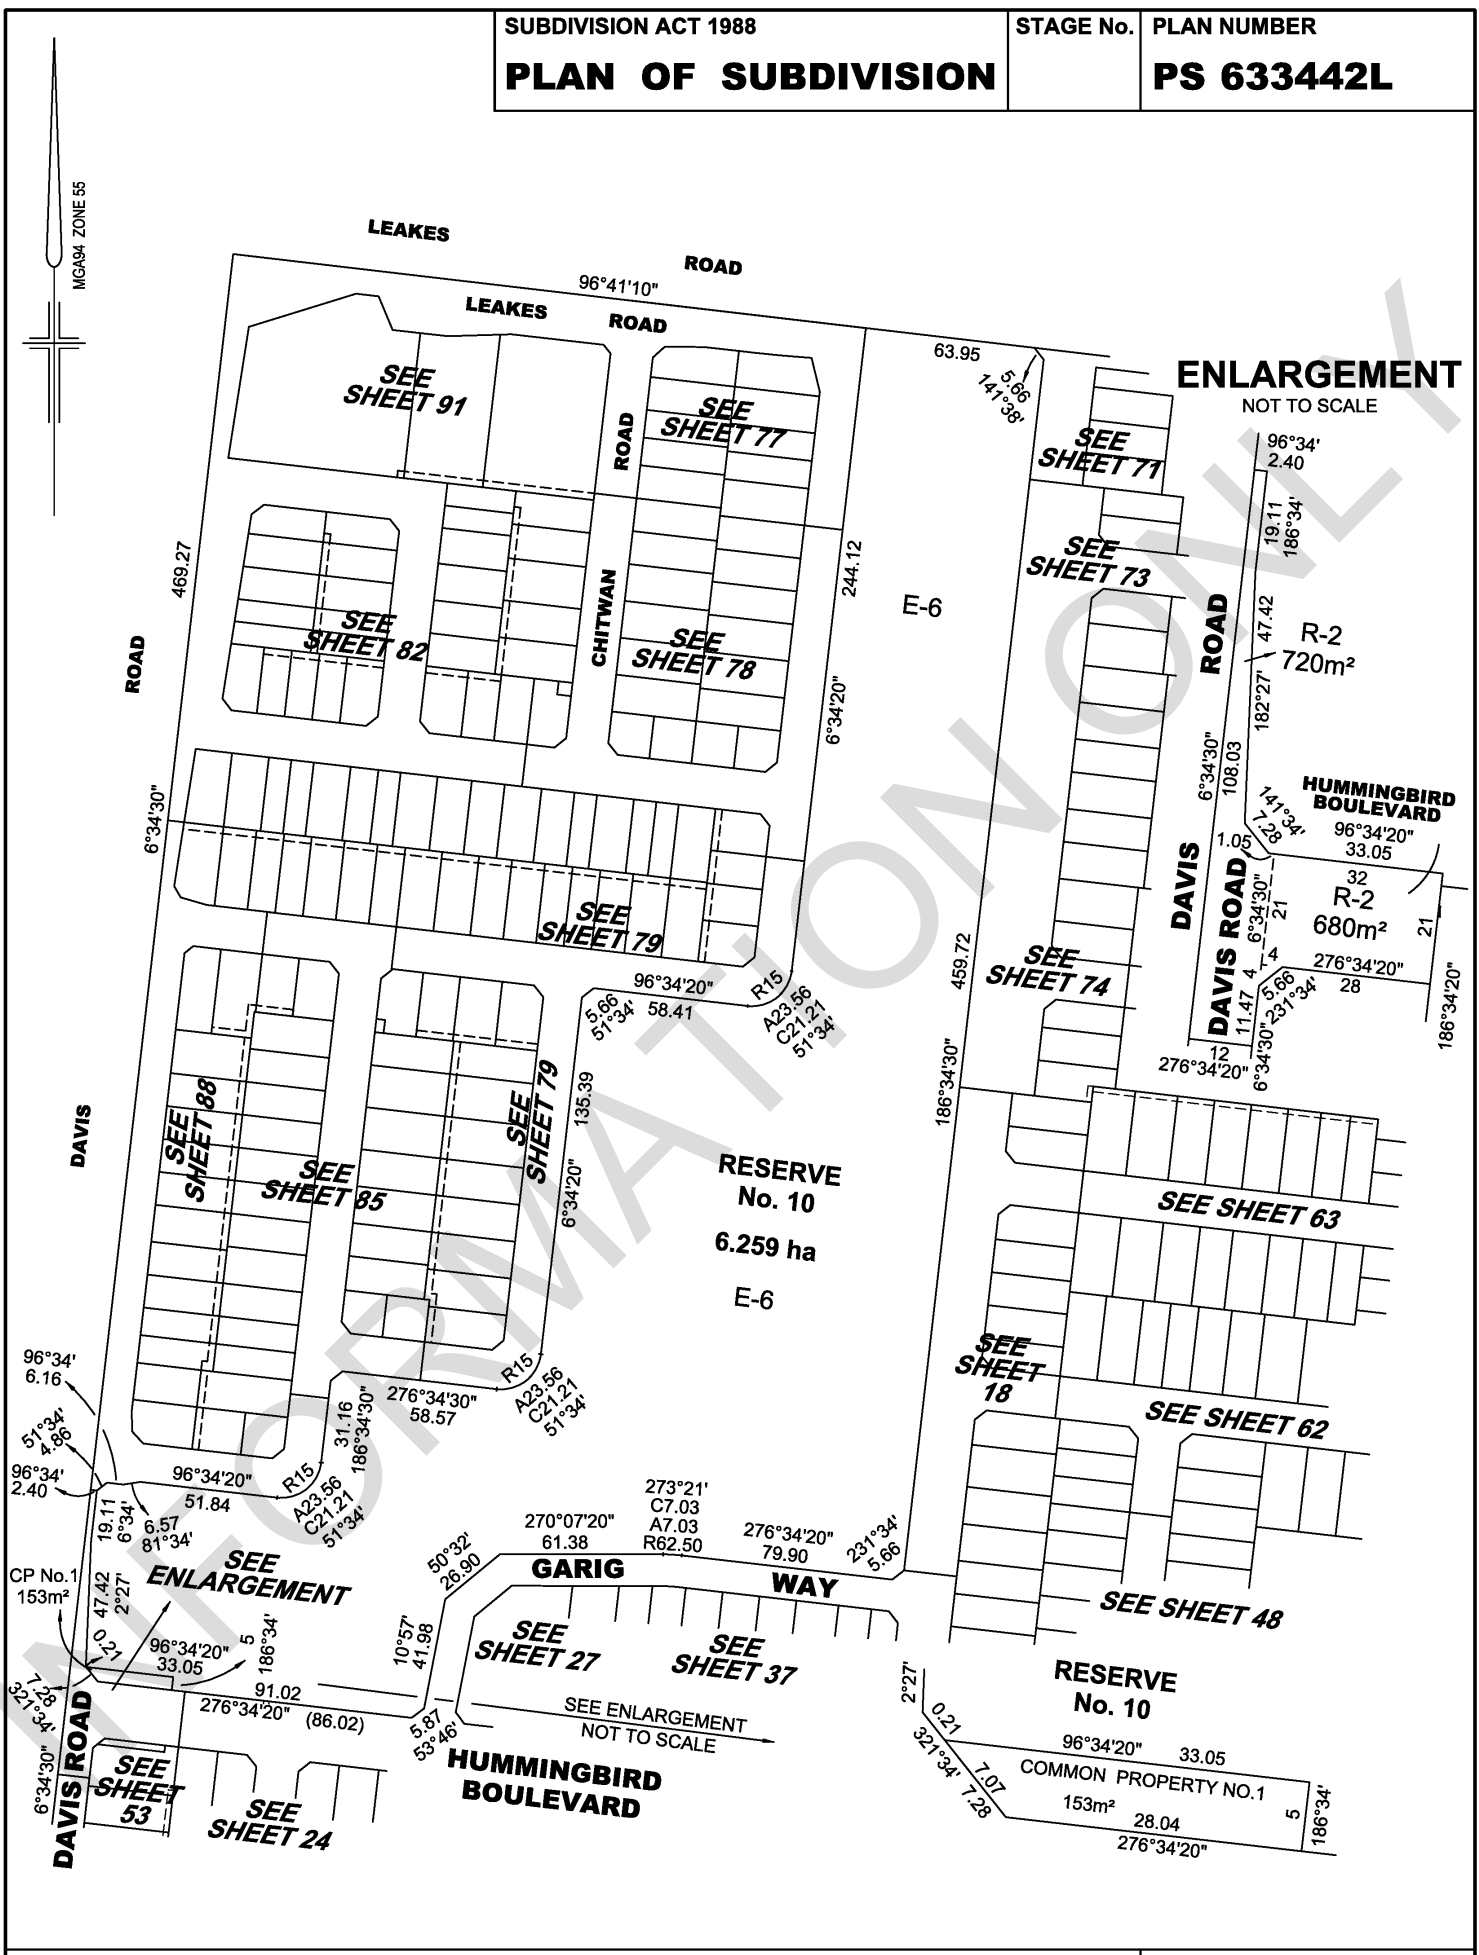 SUBDIVISION ACT 1988
PLAN OF SUBDIVISION
STAGE No.
PLAN NUMBER
PS 633442L
MGA94 ZONE 55
LEAKES ROAD
96°41'10"
LEAKES ROAD
63.95
5.66
141°38'
SEE
SHEET 91
SEE
SHEET 77
ROAD
SEE
SHEET 71
ENLARGEMENT
NOT TO SCALE
96°34'
2.40
19.11
186°34'
469.27
244.12
E-6
SEE
SHEET 73
SEE
SHEET 82
CHITWAN
SEE
SHEET 78
ROAD
6°34'20"
ROAD
47.42
182°27'
R-2
720m²
6°34'30"
108.03
6°34'30"
141°34'
7.28
HUMMINGBIRD
BOULEVARD
96°34'20"
33.05
1.05
32
R-2
680m²
21
6°34'30"
21
DAVIS
DAVIS ROAD
4
4
276°34'20"
28
5.66
231°34'
11.47
12
276°34'20"
6°34'30"
186°34'20"
SEE
SHEET 79
96°34'20"
58.41
5.66
51°34'
R15
A23.56
C21.21
51°34'
459.72
186°34'30"
SEE
SHEET 74
DAVIS
SEE
SHEET 88
SEE
SHEET 85
SEE
SHEET 79
135.39
6°34'20"
RESERVE
No. 10
6.259 ha
E-6
SEE SHEET 63
SEE
SHEET
18
SEE SHEET 62
96°34'
6.16
51°34'
4.86
96°34'
2.40
96°34'20"
51.84
R15
A23.56
C21.21
51°34'
31.16
186°34'30"
276°34'30"
58.57
R15
A23.56
C21.21
51°34'
19.11
6°34'
6.57
81°34'
SEE
ENLARGEMENT
CP No.1
153m²
47.42
2°27'
0.21
96°34'20"
33.05
5
186°34'
7.28
321°34'
91.02
276°34'20" (86.02)
50°32'
26.90
270°07'20"
61.38
273°21'
C7.03
A7.03
R62.50
276°34'20"
79.90
231°34'
5.66
GARIG WAY
10°57'
41.98
SEE
SHEET 27
SEE
SHEET 37
SEE SHEET 48
5.87
53°46'
SEE ENLARGEMENT
NOT TO SCALE
HUMMINGBIRD
BOULEVARD
6°34'30"
DAVIS ROAD
SEE
SHEET
53
SEE
SHEET 24
RESERVE
No. 10
2°27'
0.21
321°34'
7.07
7.28
96°34'20" 33.05
COMMON PROPERTY NO.1
153m²
28.04
276°34'20"
5
186°34'
INFORMATION ONLY